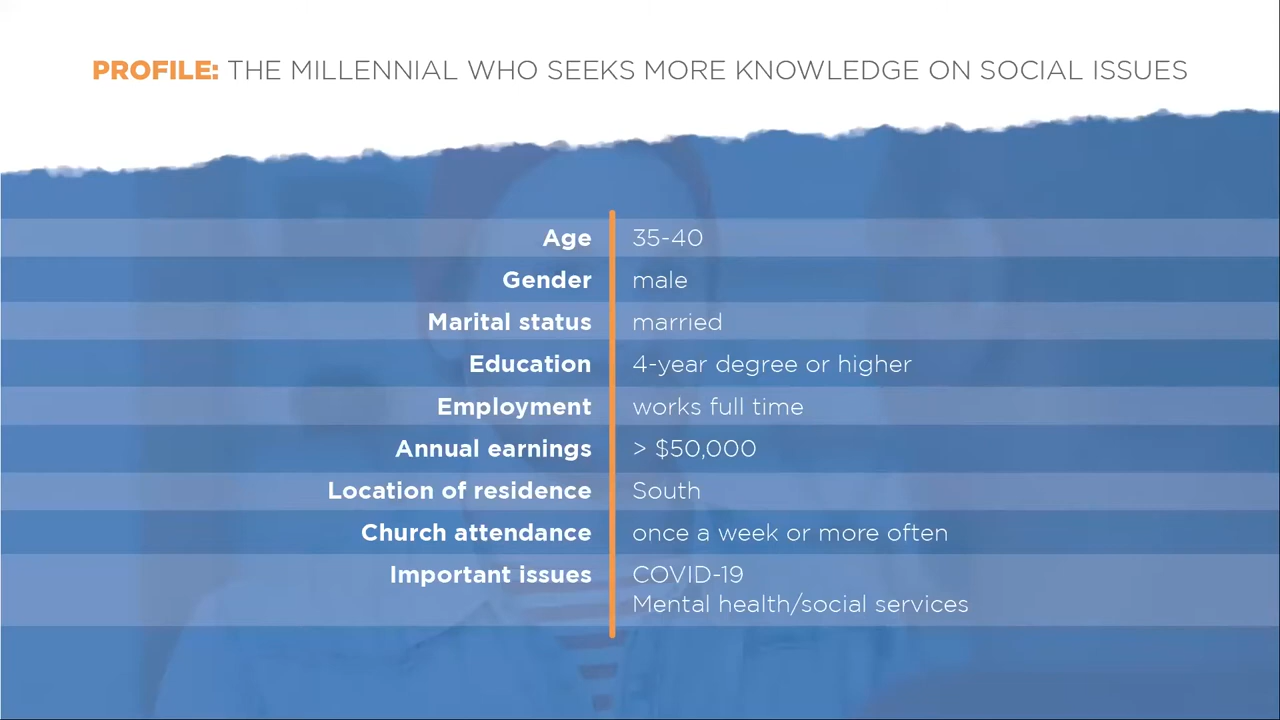 PROFILE: THE MILLENNIAL WHO SEEKS MORE KNOWLEDGE ON SOCIAL ISSUES
Age 35-40
Gender male
Marital status married
Education 4-year degree or higher
Employment works full time
Annual earnings > $50,000
Location of residence South
Church attendance once a week or more often
Important issues COVID-19
Mental health/social services